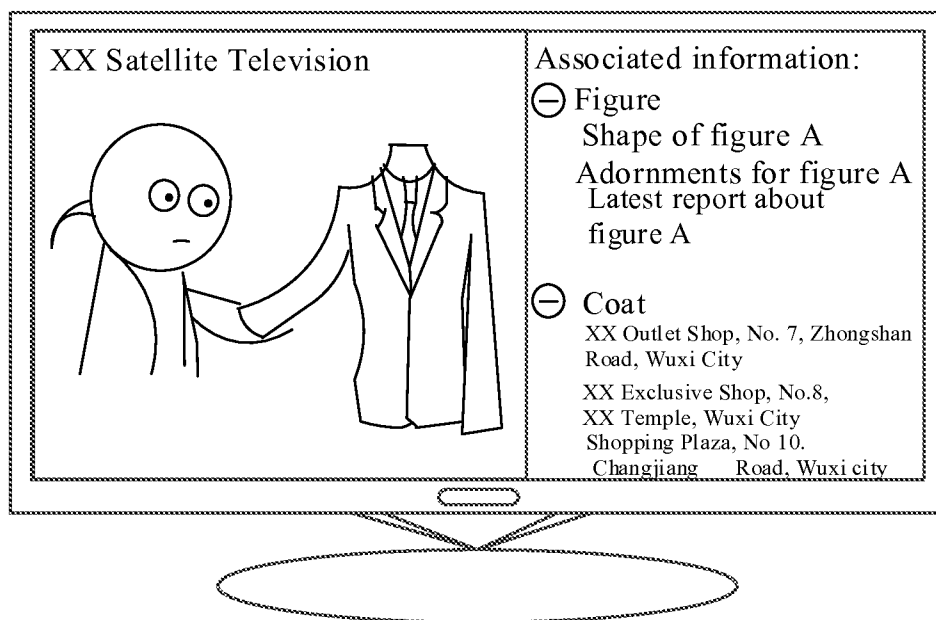 XX Satellite Television
Associated information:
Figure
Shape of figure A
Adornments for figure A
Latest report about
figure A
Coat
XX Outlet Shop, No. 7, Zhongshan
Road, Wuxi City
XX Exclusive Shop, No.8,
XX Temple, Wuxi City
Shopping Plaza, No 10.
Changjiang Road, Wuxi city